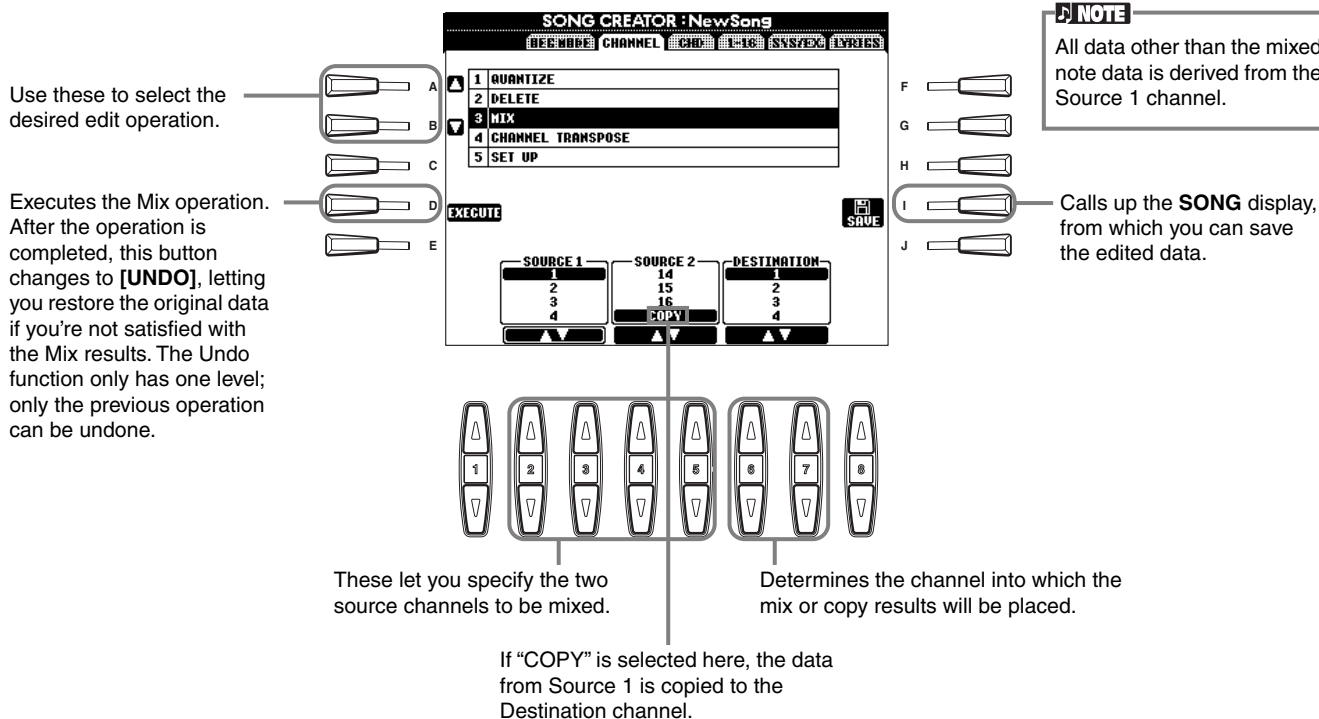 SONG CREATOR : NewSong
REC MODE CHANNEL CHD 1-16 SYS/EX. LYRICS
NOTE
All data other than the mixed
note data is derived from the
Source 1 channel.
Use these to select the
desired edit operation.
A
B
C
D
E
1 QUANTIZE
2 DELETE
3 MIX
4 CHANNEL TRANSPOSE
5 SET UP
F
G
H
I
J
Executes the Mix operation.
After the operation is
completed, this button
changes to [UNDO], letting
you restore the original data
if you're not satisfied with
the Mix results. The Undo
function only has one level;
only the previous operation
can be undone.
EXECUTE
SAVE
Calls up the SONG display,
from which you can save
the edited data.
SOURCE 1
1
2
3
4
SOURCE 2
14
15
16
COPY
DESTINATION
1
2
3
4
1 2 3 4 5 6 7 8
These let you specify the two
source channels to be mixed.
Determines the channel into which the
mix or copy results will be placed.
If “COPY” is selected here, the data
from Source 1 is copied to the
Destination channel.